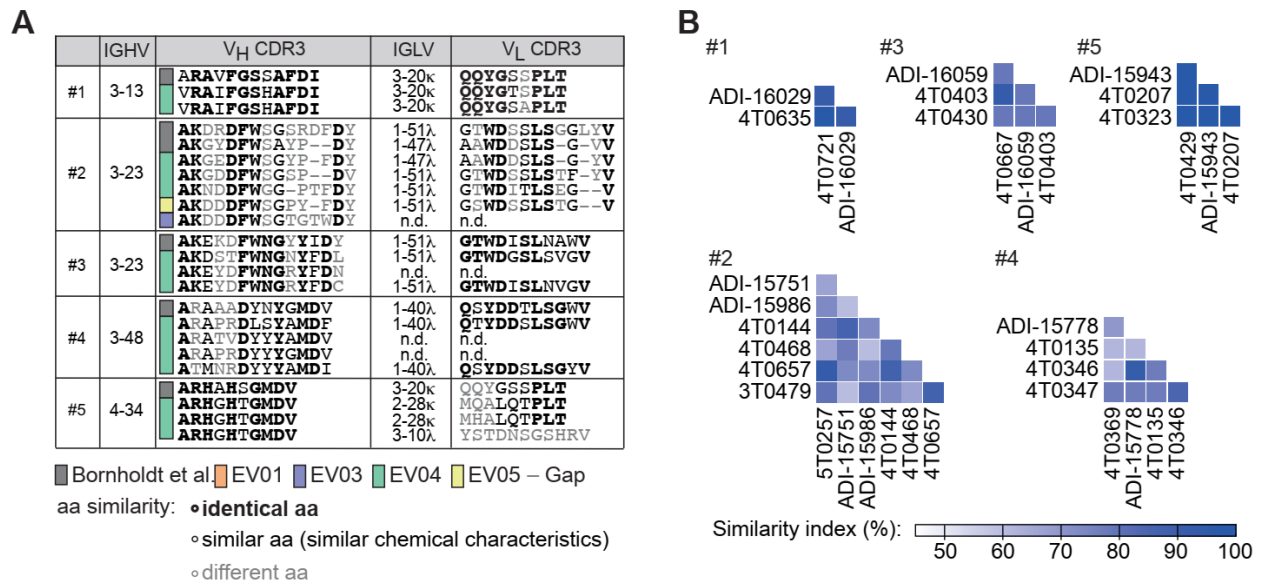 A
IGHV VH CDR3 IGLV VL CDR3
#1 3-13
ARAVFGSSAFDI 3-20κ QQYGSSPLT
VRAIFGSHAFDI 3-20κ QQYGTSPLT
VRAIFGSHAFDI 3-20κ QQYGSAPLT
#2 3-23
AKDRDFWSGSRDFDY 1-51λ GTWDSSLSGGLYV
AKGYDFWSAYP--DY 1-47λ AAWDDSLS-G-VV
AKGEDFWSGYP-FDY 1-47λ AAWDDSLS-G-VV
AKDDDFWSGSP--DY 1-51λ GTWDSSLSTF-YV
AKNDDFWSGG-PTFDY 1-51λ GTWDITLSEG--V
AKDDDFWSGPY-FDY 1-51λ GSWDSSLSTG--V
AKDDDFWSGTGTWDY n.d. n.d.
#3 3-23
AKEKDFWNGYYIDY 1-51λ GTWDISLNAWV
AKDSTFWNGNYFDL 1-51λ GTWDGSLSVGV
AKEYDFWNGRYFDN n.d. n.d.
AKEYDFWNGRYFDC 1-51λ GTWDISLNVGV
#4 3-48
ARAAADYNYGMDV 1-40λ QSYDDTLSGWV
ARAPRDLSYAMDF 1-40λ QTYDDSLSGWV
ARATVDYYYAMDV n.d. n.d.
ARAPRDYYYGMDV n.d. n.d.
ATMNRDYYYAMDI 1-40λ QSYDDSLSGYV
#5 4-34
ARHAHSGMDV 3-20κ QQYGSSPLT
ARHGHTGMDV 2-28κ MQALQTPLT
ARHGHTGMDV 2-28κ MHALQTPLT
ARHGHTGMDV 3-10λ YSTDNSGSHRV
Bornholdt et al. EV01 EV03 EV04 EV05 – Gap
aa similarity: identical aa
similar aa (similar chemical characteristics)
different aa
B
#1
ADI-16029
4T0635
4T0721
ADI-16029
#3
ADI-16059
4T0403
4T0430
4T0667
ADI-16059
4T0403
#5
ADI-15943
4T0207
4T0323
4T0429
ADI-15943
4T0207
#2
ADI-15751
ADI-15986
4T0144
4T0468
4T0657
3T0479
5T0257
ADI-15751
ADI-15986
4T0144
4T0468
4T0657
#4
ADI-15778
4T0135
4T0346
4T0347
4T0369
ADI-15778
4T0135
4T0346
Similarity index (%):
50 60 70 80 90 100